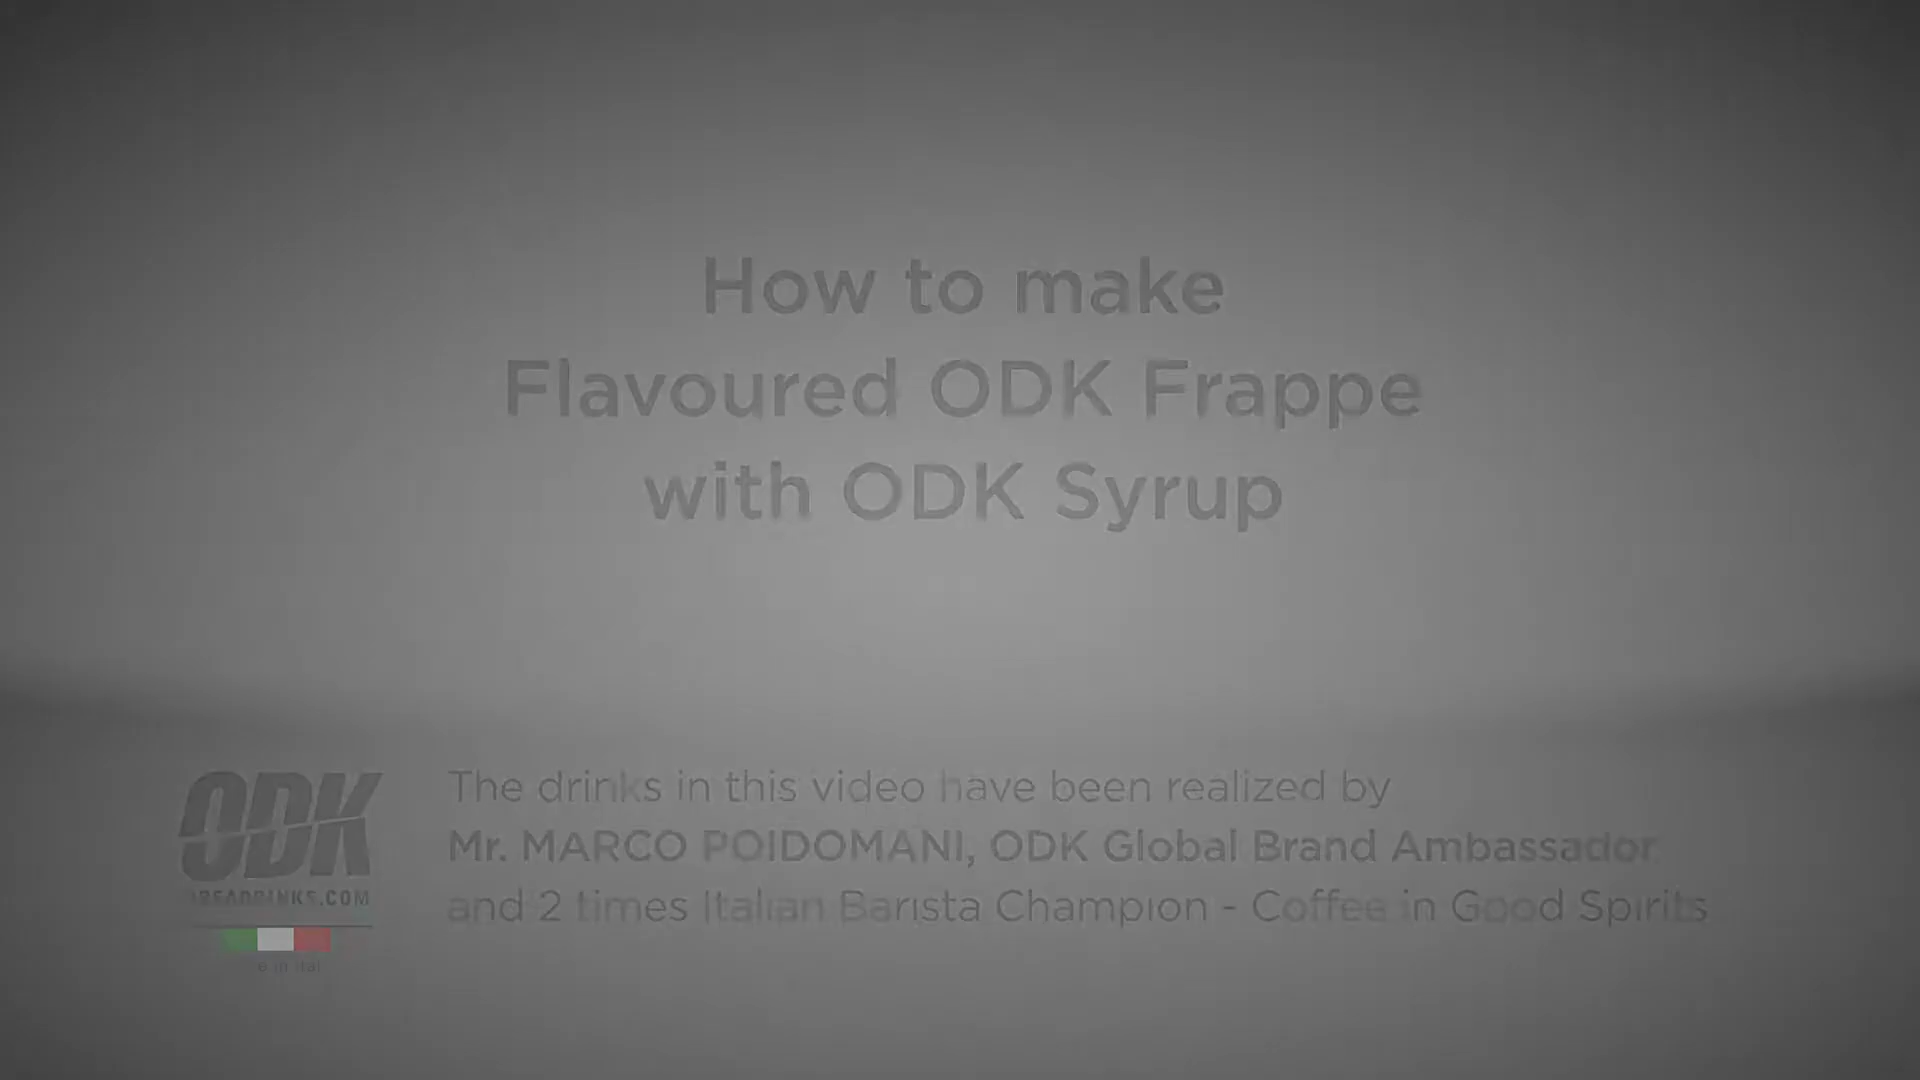 How to make
Flavoured ODK Frappe
with ODK Syrup
ODK
The drinks in this video have been realized by
Mr. MARCO POIDOMANI, ODK Global Brand Ambassador
and 2 times Italian Barista Champion - Coffee in Good Spirits